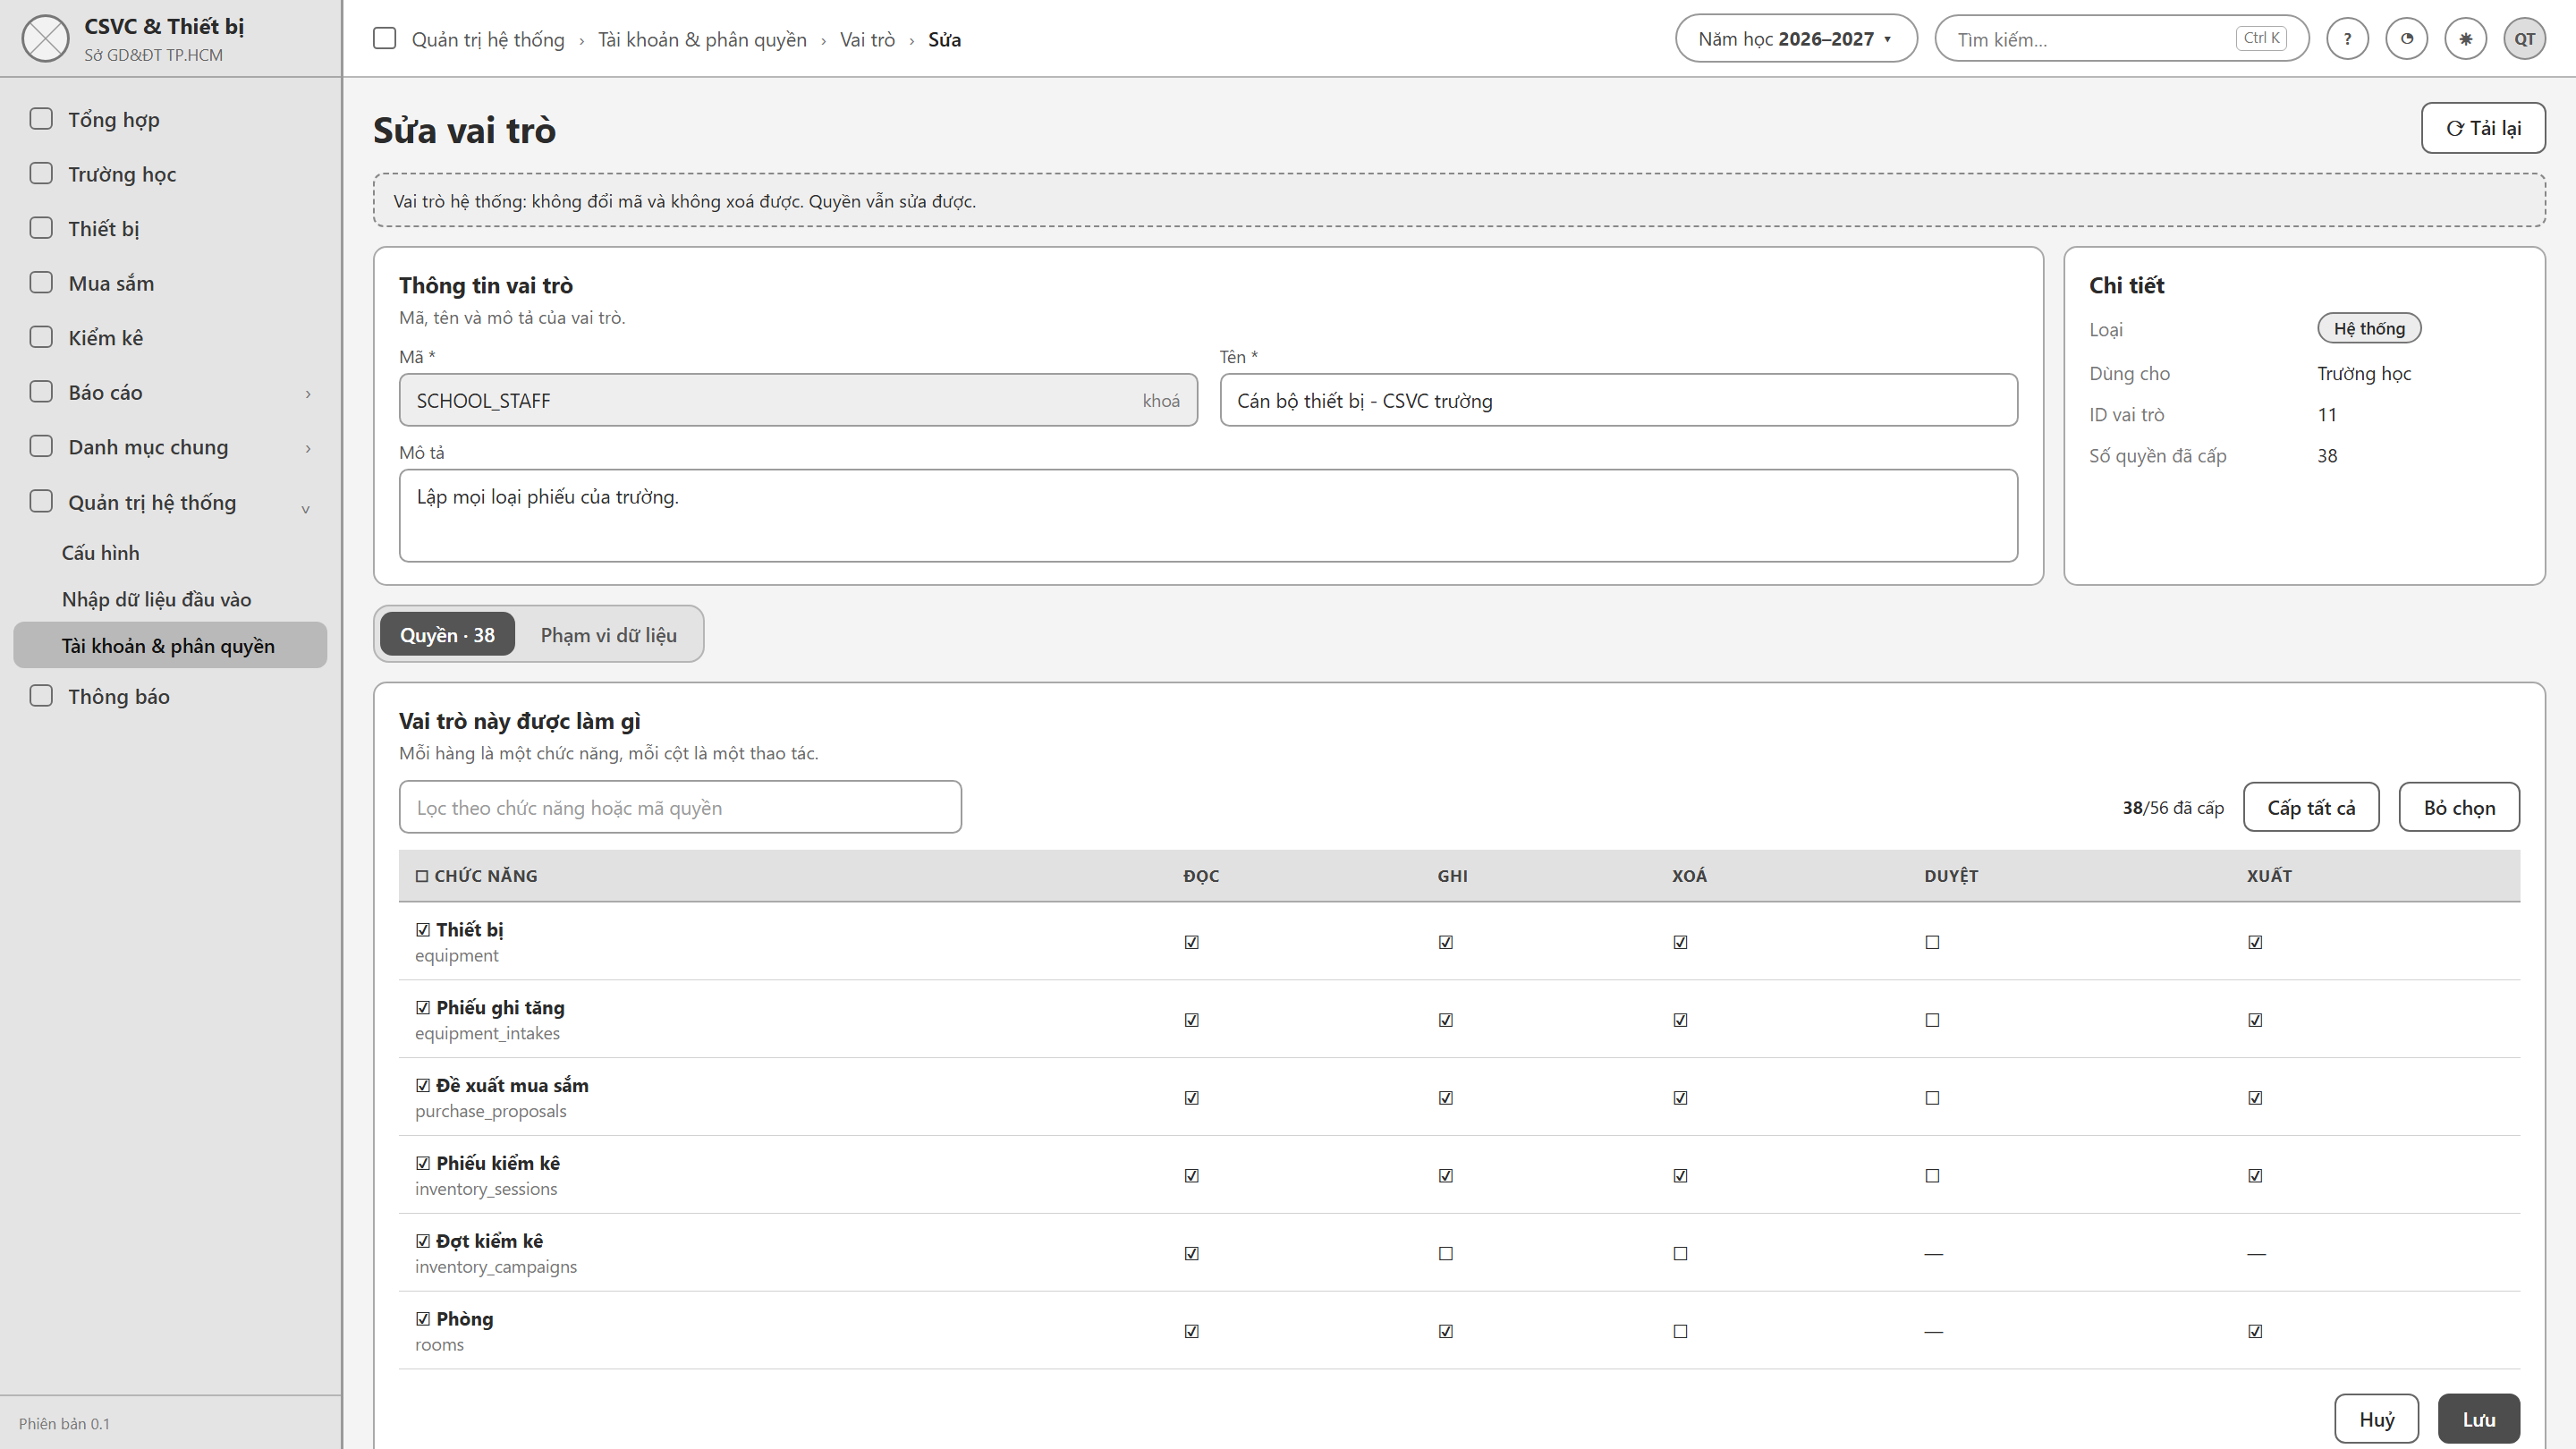 CSVC & Thiết bị
Sở GD&ĐT TP.HCM
Quản trị hệ thống › Tài khoản & phân quyền › Vai trò › Sửa
Năm học 2026–2027 ▾
Tìm kiếm... Ctrl K
?
QT
Tổng hợp
Trường học
Thiết bị
Mua sắm
Kiểm kê
Báo cáo ›
Danh mục chung ›
Quản trị hệ thống
Cấu hình
Nhập dữ liệu đầu vào
Tài khoản & phân quyền
Thông báo
Phiên bản 0.1
Sửa vai trò
⟳ Tải lại
Vai trò hệ thống: không đổi mã và không xoá được. Quyền vẫn sửa được.
Thông tin vai trò
Mã, tên và mô tả của vai trò.
Mã *
SCHOOL_STAFF khoá
Tên *
Cán bộ thiết bị - CSVC trường
Mô tả
Lập mọi loại phiếu của trường.
Chi tiết
Loại Hệ thống
Dùng cho Trường học
ID vai trò 11
Số quyền đã cấp 38
Quyền · 38
Phạm vi dữ liệu
Vai trò này được làm gì
Mỗi hàng là một chức năng, mỗi cột là một thao tác.
Lọc theo chức năng hoặc mã quyền
38/56 đã cấp
Cấp tất cả
Bỏ chọn
☐ CHỨC NĂNG ĐỌC GHI XOÁ DUYỆT XUẤT
☑ Thiết bị ☑ ☑ ☑ ☐ ☑
equipment
☑ Phiếu ghi tăng ☑ ☑ ☑ ☐ ☑
equipment_intakes
☑ Đề xuất mua sắm ☑ ☑ ☑ ☐ ☑
purchase_proposals
☑ Phiếu kiểm kê ☑ ☑ ☑ ☐ ☑
inventory_sessions
☑ Đợt kiểm kê ☑ ☐ ☐ — —
inventory_campaigns
☑ Phòng ☑ ☑ ☐ — ☑
rooms
Huỷ
Lưu